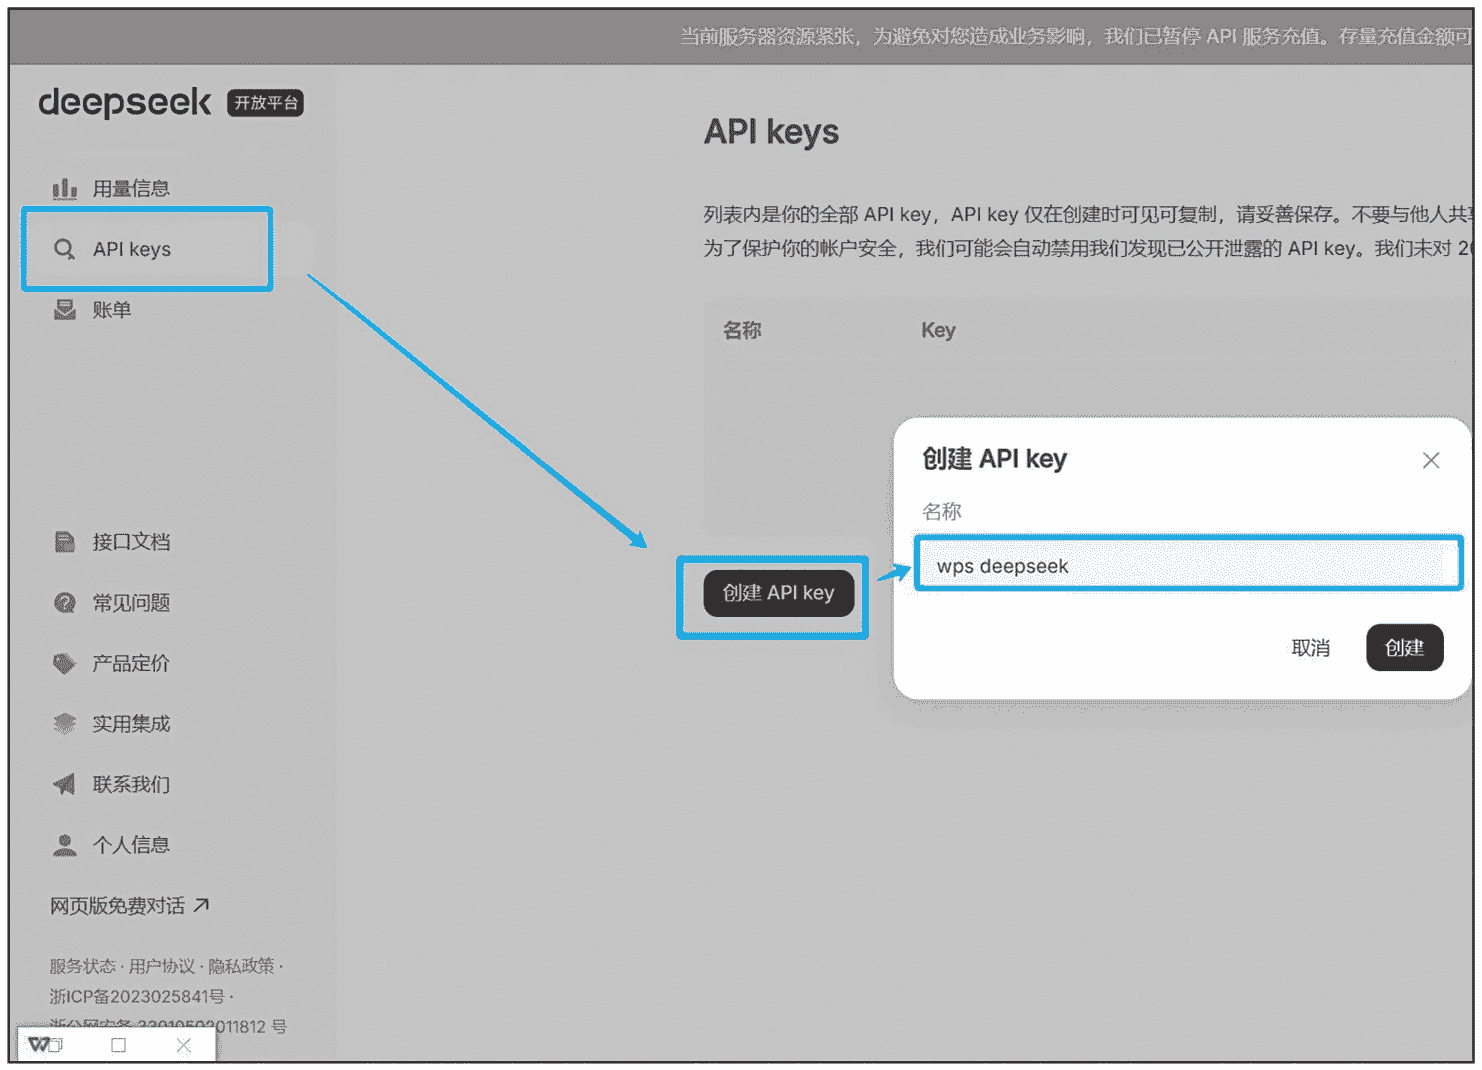 当前服务器资源紧张，为避免对您造成业务影响，我们已暂停 API 服务充值。存量充值金额可
deepseek 开放平台
用量信息
API keys
账单
接口文档
常见问题
产品定价
实用集成
联系我们
个人信息
网页版免费对话
服务状态 · 用户协议 · 隐私政策 ·
浙ICP备2023025841号 ·
浙公网安备 33010502011812 号
API keys
列表内是你的全部 API key，API key 仅在创建时可见可复制，请妥善保存。不要与他人共享
为了保护你的帐户安全，我们可能会自动禁用我们发现已公开泄露的 API key。我们未对 20
名称 Key
创建 API key
创建 API key
名称
wps deepseek
取消 创建